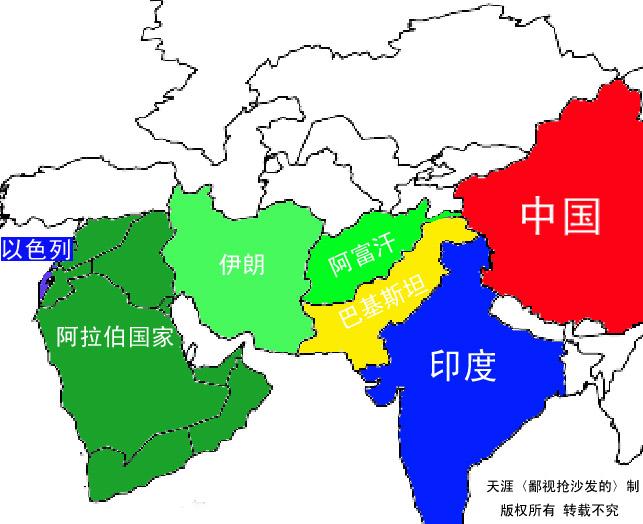 中国
以色列
伊朗
阿富汗
巴基斯坦
阿拉伯国家
印度
天涯〈鄙视抢沙发的〉制
版权所有 转载不究